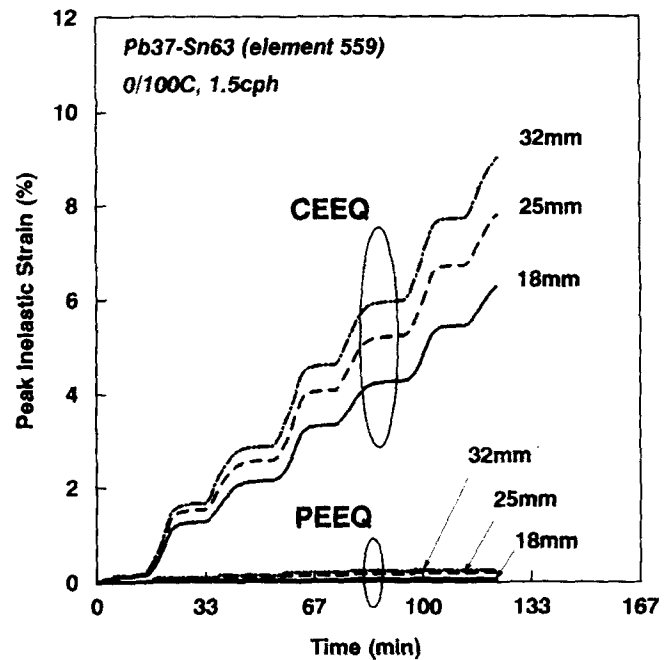 Pb37-Sn63 (element 559)
0/100C, 1.5cph
12
10
8
6
4
2
0
Peak Inelastic Strain (%)
CEEQ
32mm
25mm
18mm
PEEQ
32mm
25mm
18mm
0 33 67 100 133 167
Time (min)